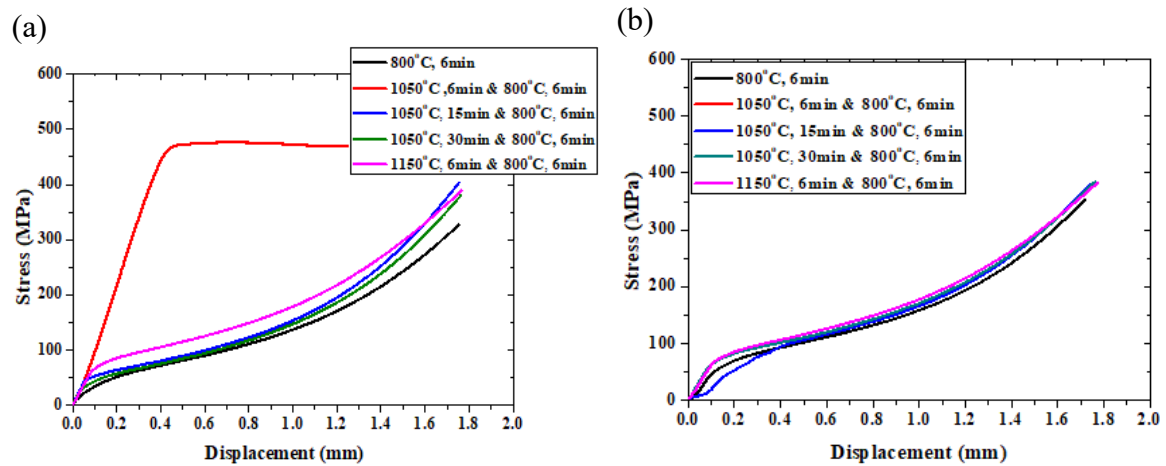 (a)
600
500
400
300
200
100
0
Stress (MPa)
0.0 0.2 0.4 0.6 0.8 1.0 1.2 1.4 1.6 1.8 2.0
Displacement (mm)
800°C, 6min
1050°C ,6min & 800°C, 6min
1050°C, 15min & 800°C, 6min
1050°C, 30min & 800°C, 6min
1150°C, 6min & 800°C, 6min
(b)
600
500
400
300
200
100
0
Stress (MPa)
0.0 0.2 0.4 0.6 0.8 1.0 1.2 1.4 1.6 1.8 2.0
Displacement (mm)
800°C, 6min
1050°C, 6min & 800°C, 6min
1050°C, 15min & 800°C, 6min
1050°C, 30min & 800°C, 6min
1150°C, 6min & 800°C, 6min